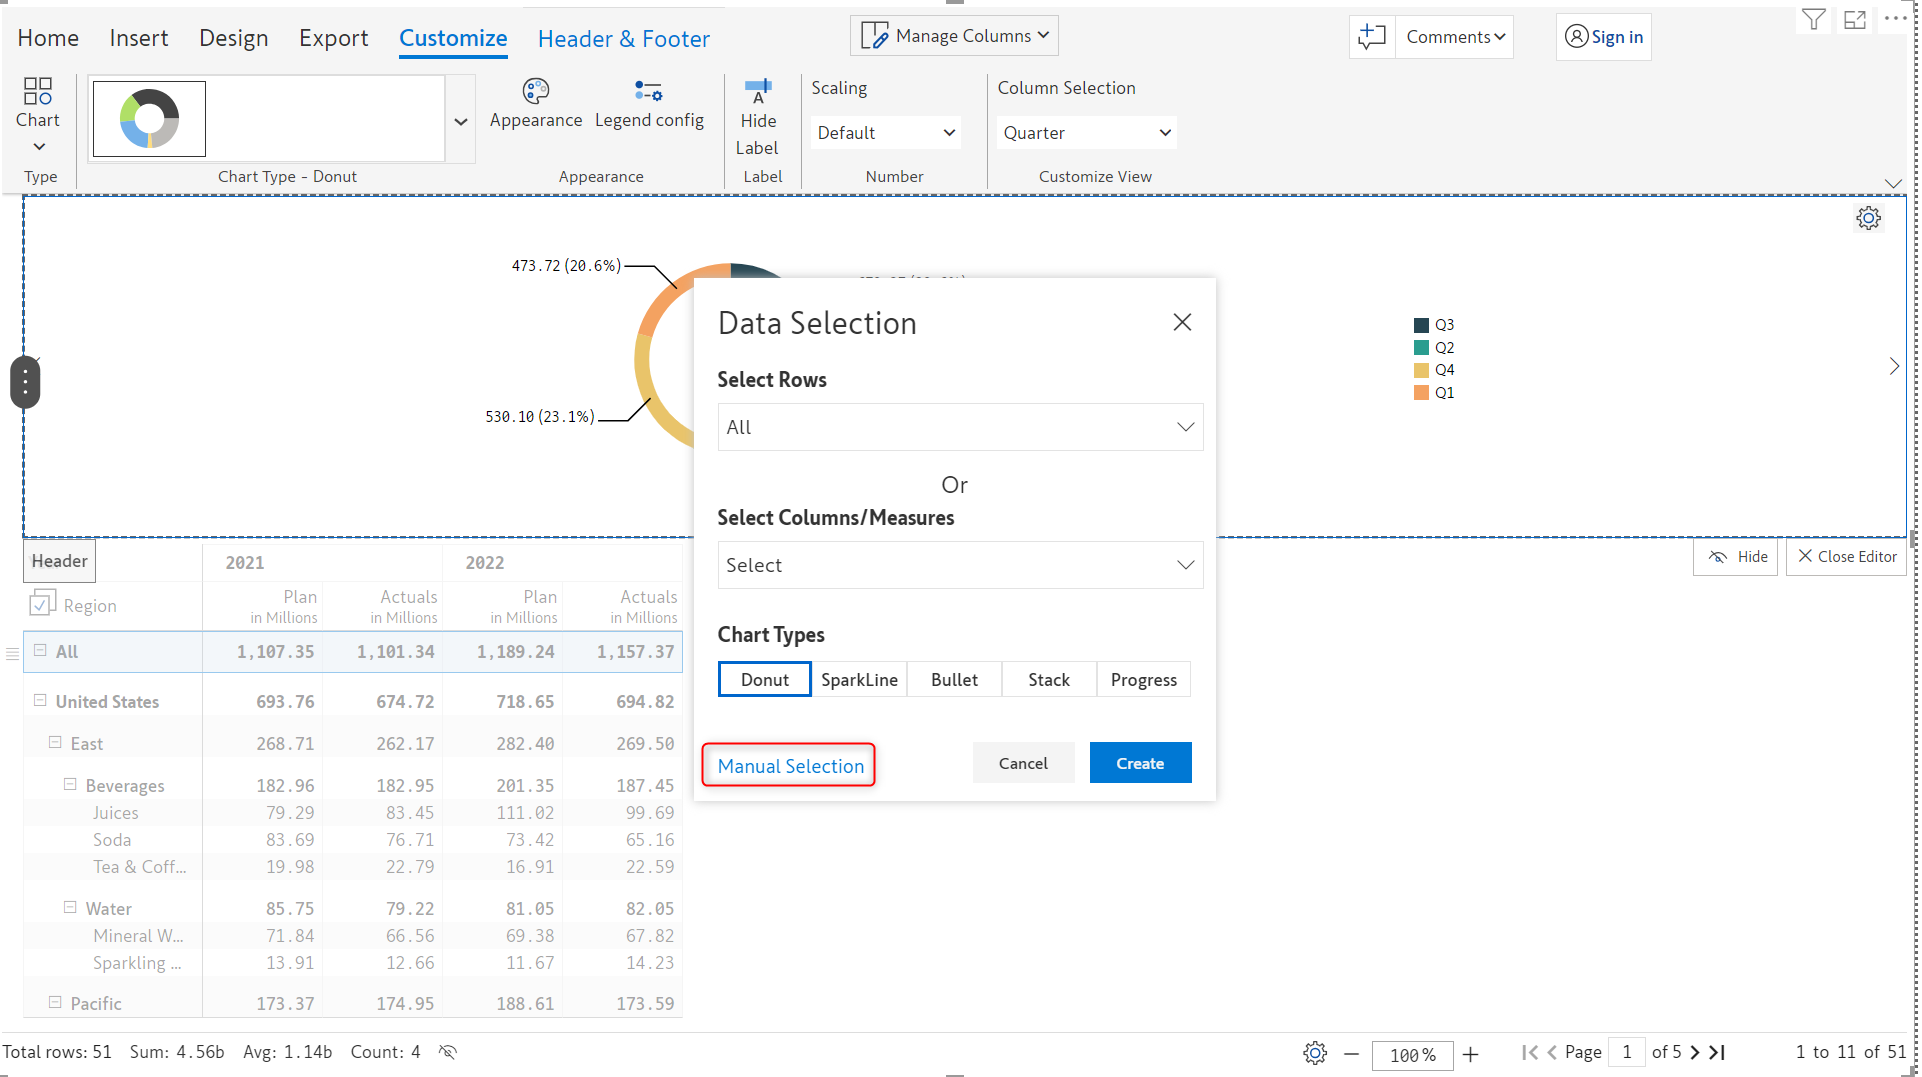 Home Insert Design Export Customize Header & Footer Manage Columns Comments Sign in
Chart
Type
Chart Type - Donut
Appearance Legend config
Appearance
Hide
Label
Label
Scaling
Default
Number
Column Selection
Quarter
Customize View
473.72 (20.6%)
530.10 (23.1%)
Q3
Q2
Q4
Q1
Data Selection
Select Rows
All
Or
Select Columns/Measures
Select
Chart Types
Donut SparkLine Bullet Stack Progress
Manual Selection Cancel Create
Hide Close Editor
Header 2021 2022
Region Plan Actuals Plan Actuals
in Millions in Millions in Millions in Millions
All 1,107.35 1,101.34 1,189.24 1,157.37
United States 693.76 674.72 718.65 694.82
East 268.71 262.17 282.40 269.50
Beverages 182.96 182.95 201.35 187.45
Juices 79.29 83.45 111.02 99.69
Soda 83.69 76.71 73.42 65.16
Tea & Coff... 19.98 22.79 16.91 22.59
Water 85.75 79.22 81.05 82.05
Mineral W... 71.84 66.56 69.38 67.82
Sparkling ... 13.91 12.66 11.67 14.23
Pacific 173.37 174.95 188.61 173.59
Total rows: 51 Sum: 4.56b Avg: 1.14b Count: 4 100% Page 1 of 5 1 to 11 of 51